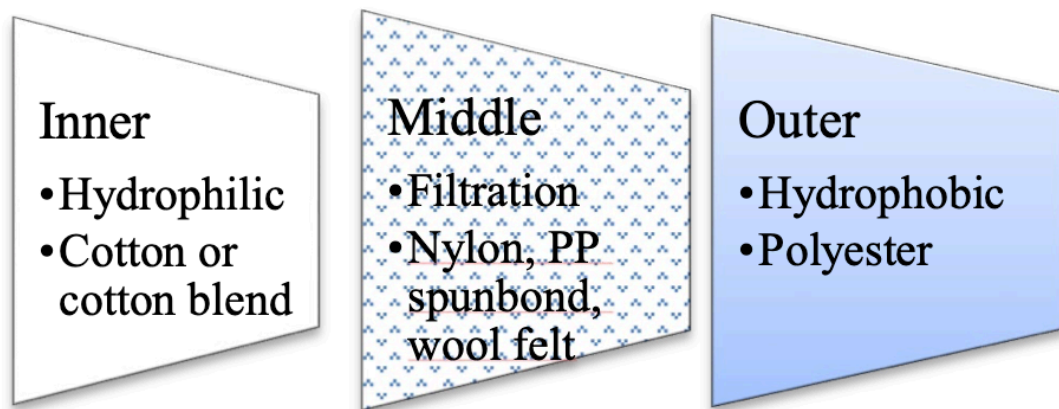 Inner
•Hydrophilic
•Cotton or
cotton blend
Middle
•Filtration
•Nylon, PP
spunbond,
wool felt
Outer
•Hydrophobic
•Polyester